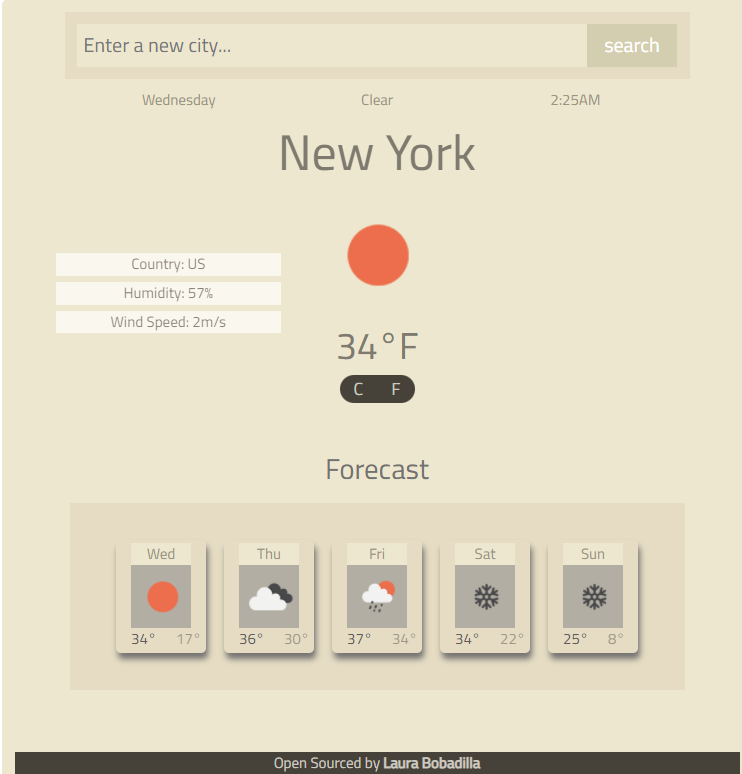 Enter a new city... search
Wednesday Clear 2:25AM
New York
Country: US
Humidity: 57%
Wind Speed: 2m/s
34°F
C F
Forecast
Wed Thu Fri Sat Sun
34° 17° 36° 30° 37° 34° 34° 22° 25° 8°
Open Sourced by Laura Bobadilla